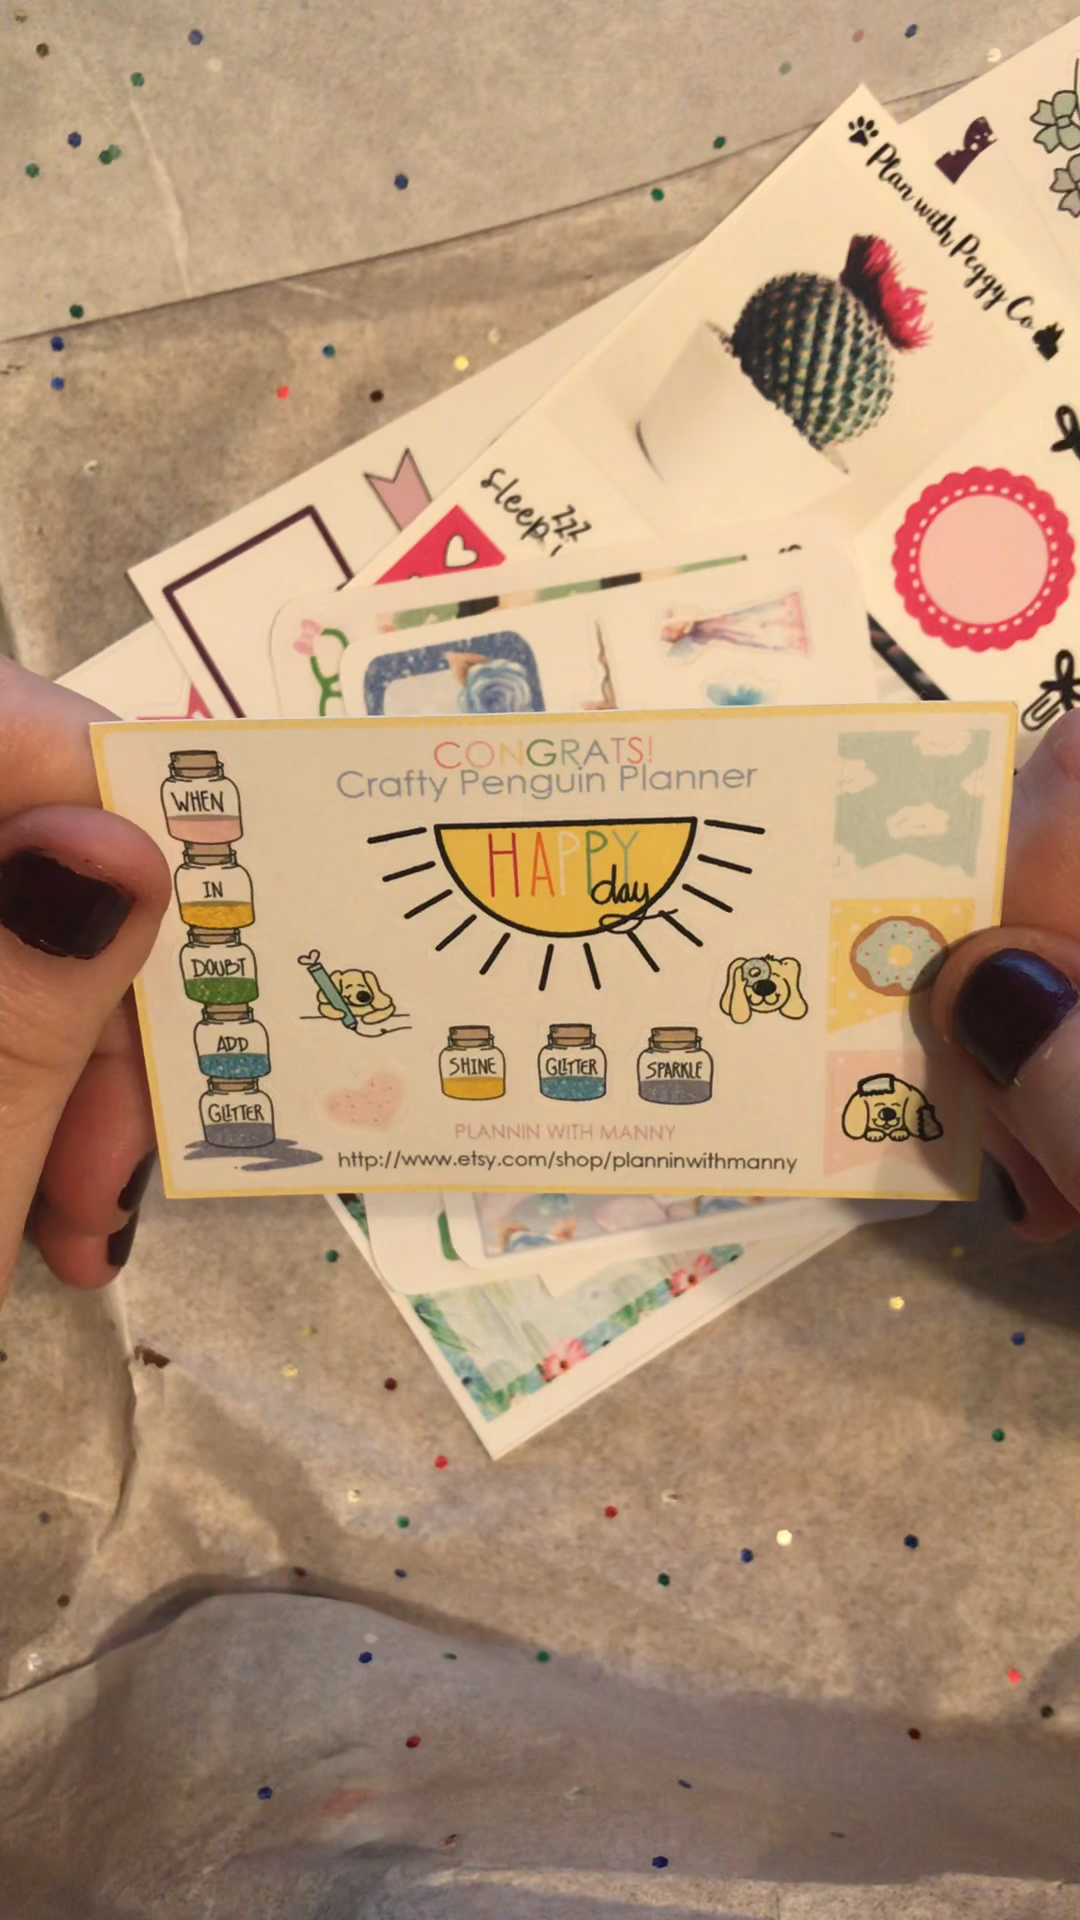 Plan with Peggy Co.
sleep
zzz
CONGRATS!
Crafty Penguin Planner
HAPPY
day
WHEN
IN
DOUBT
ADD
GLITTER
SHINE
GLITTER
SPARKLE
PLANNIN WITH MANNY
http://www.etsy.com/shop/planninwithmanny